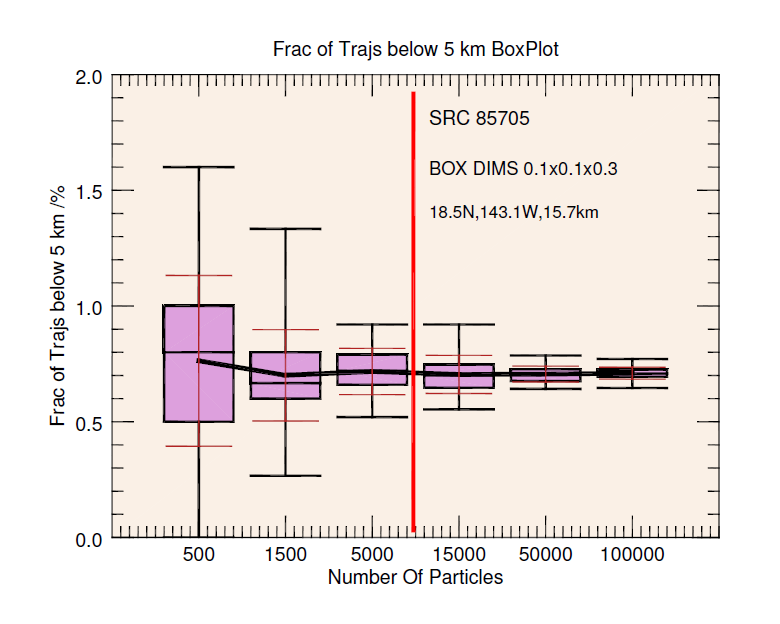 Frac of Trajs below 5 km BoxPlot
Frac of Trajs below 5 km /%
2.0
1.5
1.0
0.5
0.0
SRC 85705
BOX DIMS 0.1x0.1x0.3
18.5N,143.1W,15.7km
500 1500 5000 15000 50000 100000
Number Of Particles